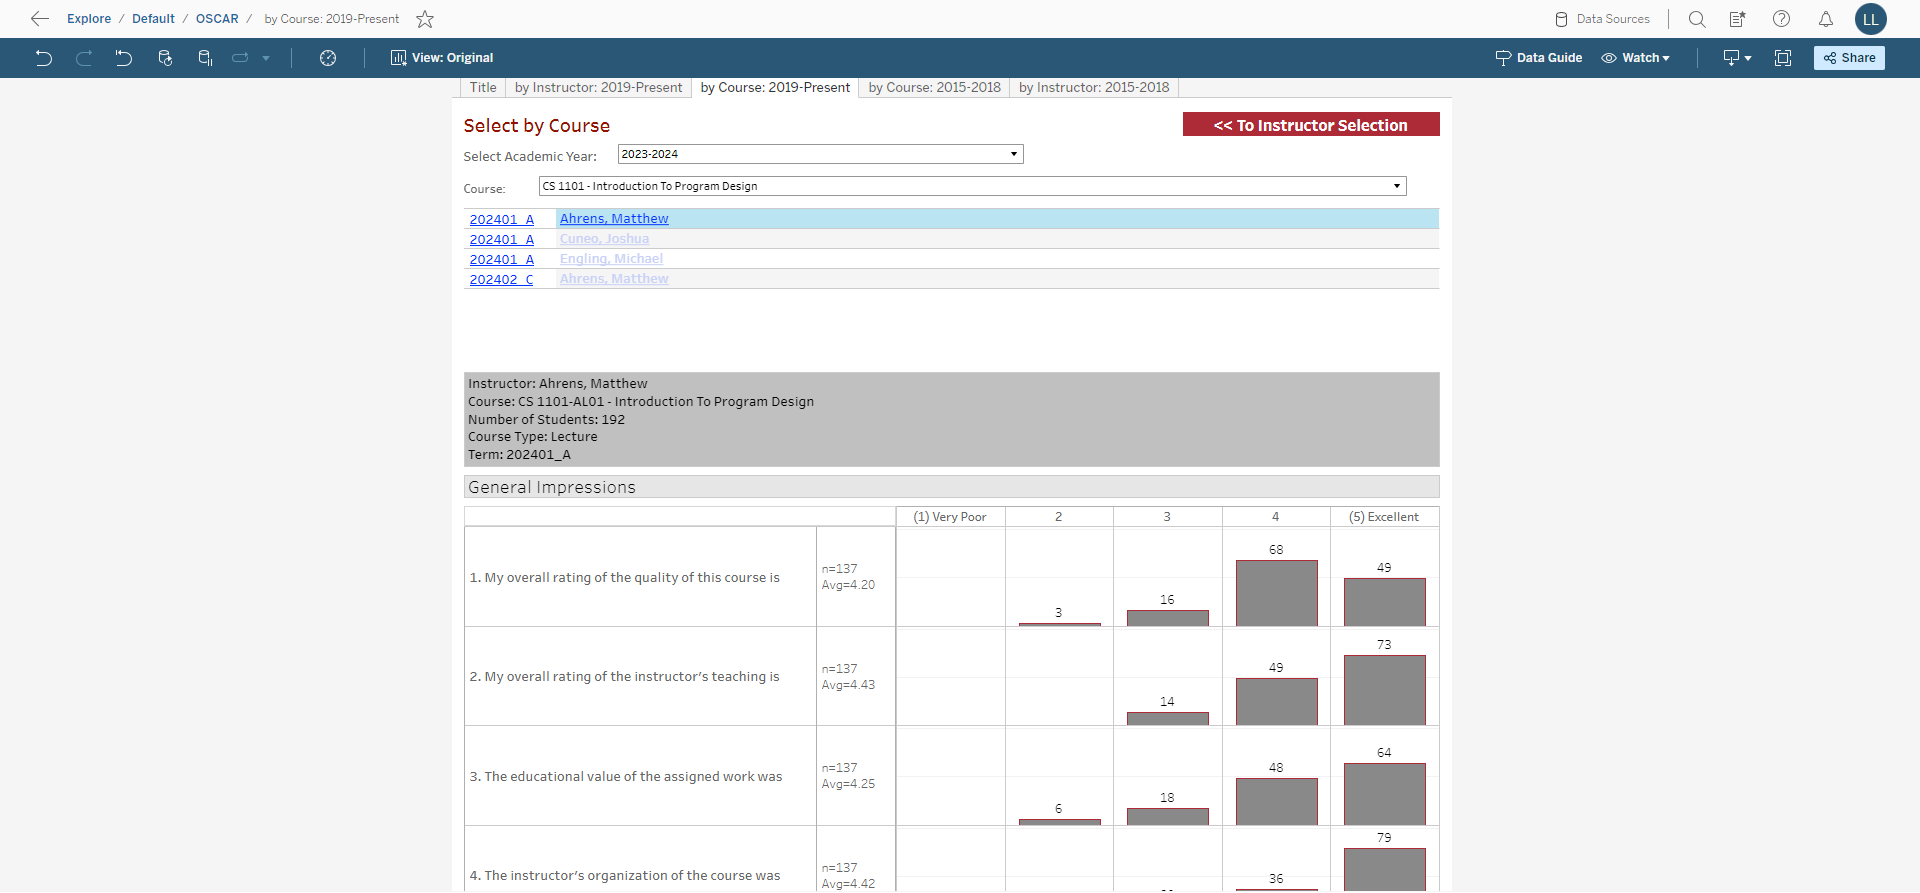 Explore / Default / OSCAR / by Course: 2019-Present
Data Sources
LL
View: Original
Data Guide
Watch
Share
Title
by Instructor: 2019-Present
by Course: 2019-Present
by Course: 2015-2018
by Instructor: 2015-2018
Select by Course
<< To Instructor Selection
Select Academic Year:
2023-2024
Course:
CS 1101 - Introduction To Program Design
202401_A Ahrens, Matthew
202401_A Cuneo, Joshua
202401_A Engling, Michael
202402_C Ahrens, Matthew
Instructor: Ahrens, Matthew
Course: CS 1101-AL01 - Introduction To Program Design
Number of Students: 192
Course Type: Lecture
Term: 202401_A
General Impressions
(1) Very Poor 2 3 4 (5) Excellent
1. My overall rating of the quality of this course is
n=137
Avg=4.20
3 16 68 49
2. My overall rating of the instructor's teaching is
n=137
Avg=4.43
14 49 73
3. The educational value of the assigned work was
n=137
Avg=4.25
6 18 48 64
4. The instructor's organization of the course was
n=137
Avg=4.42
36 79